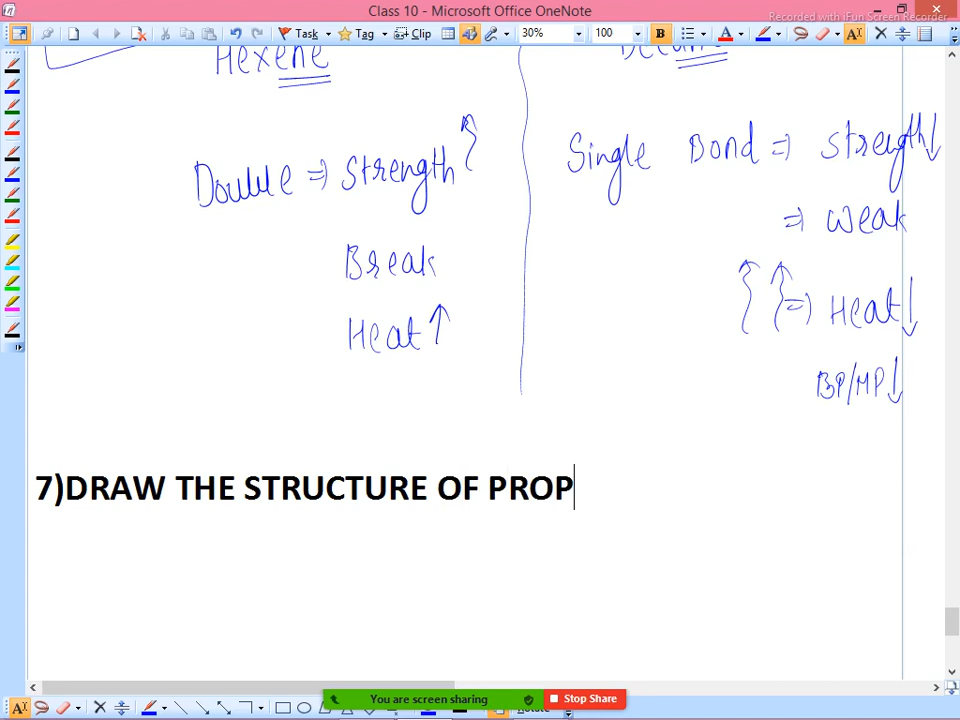 Class 10 - Microsoft Office OneNote
Recorded with iFun Screen Recorder
Task Tag Clip 30% 100 B A
Hexene
Double ⇒ Strength ↑
Break
Heat ↑
Single Bond ⇒ strength ↓
⇒ weak
⇒ Heat ↓
BP/MP ↓
7)DRAW THE STRUCTURE OF PROP
You are screen sharing Stop Share